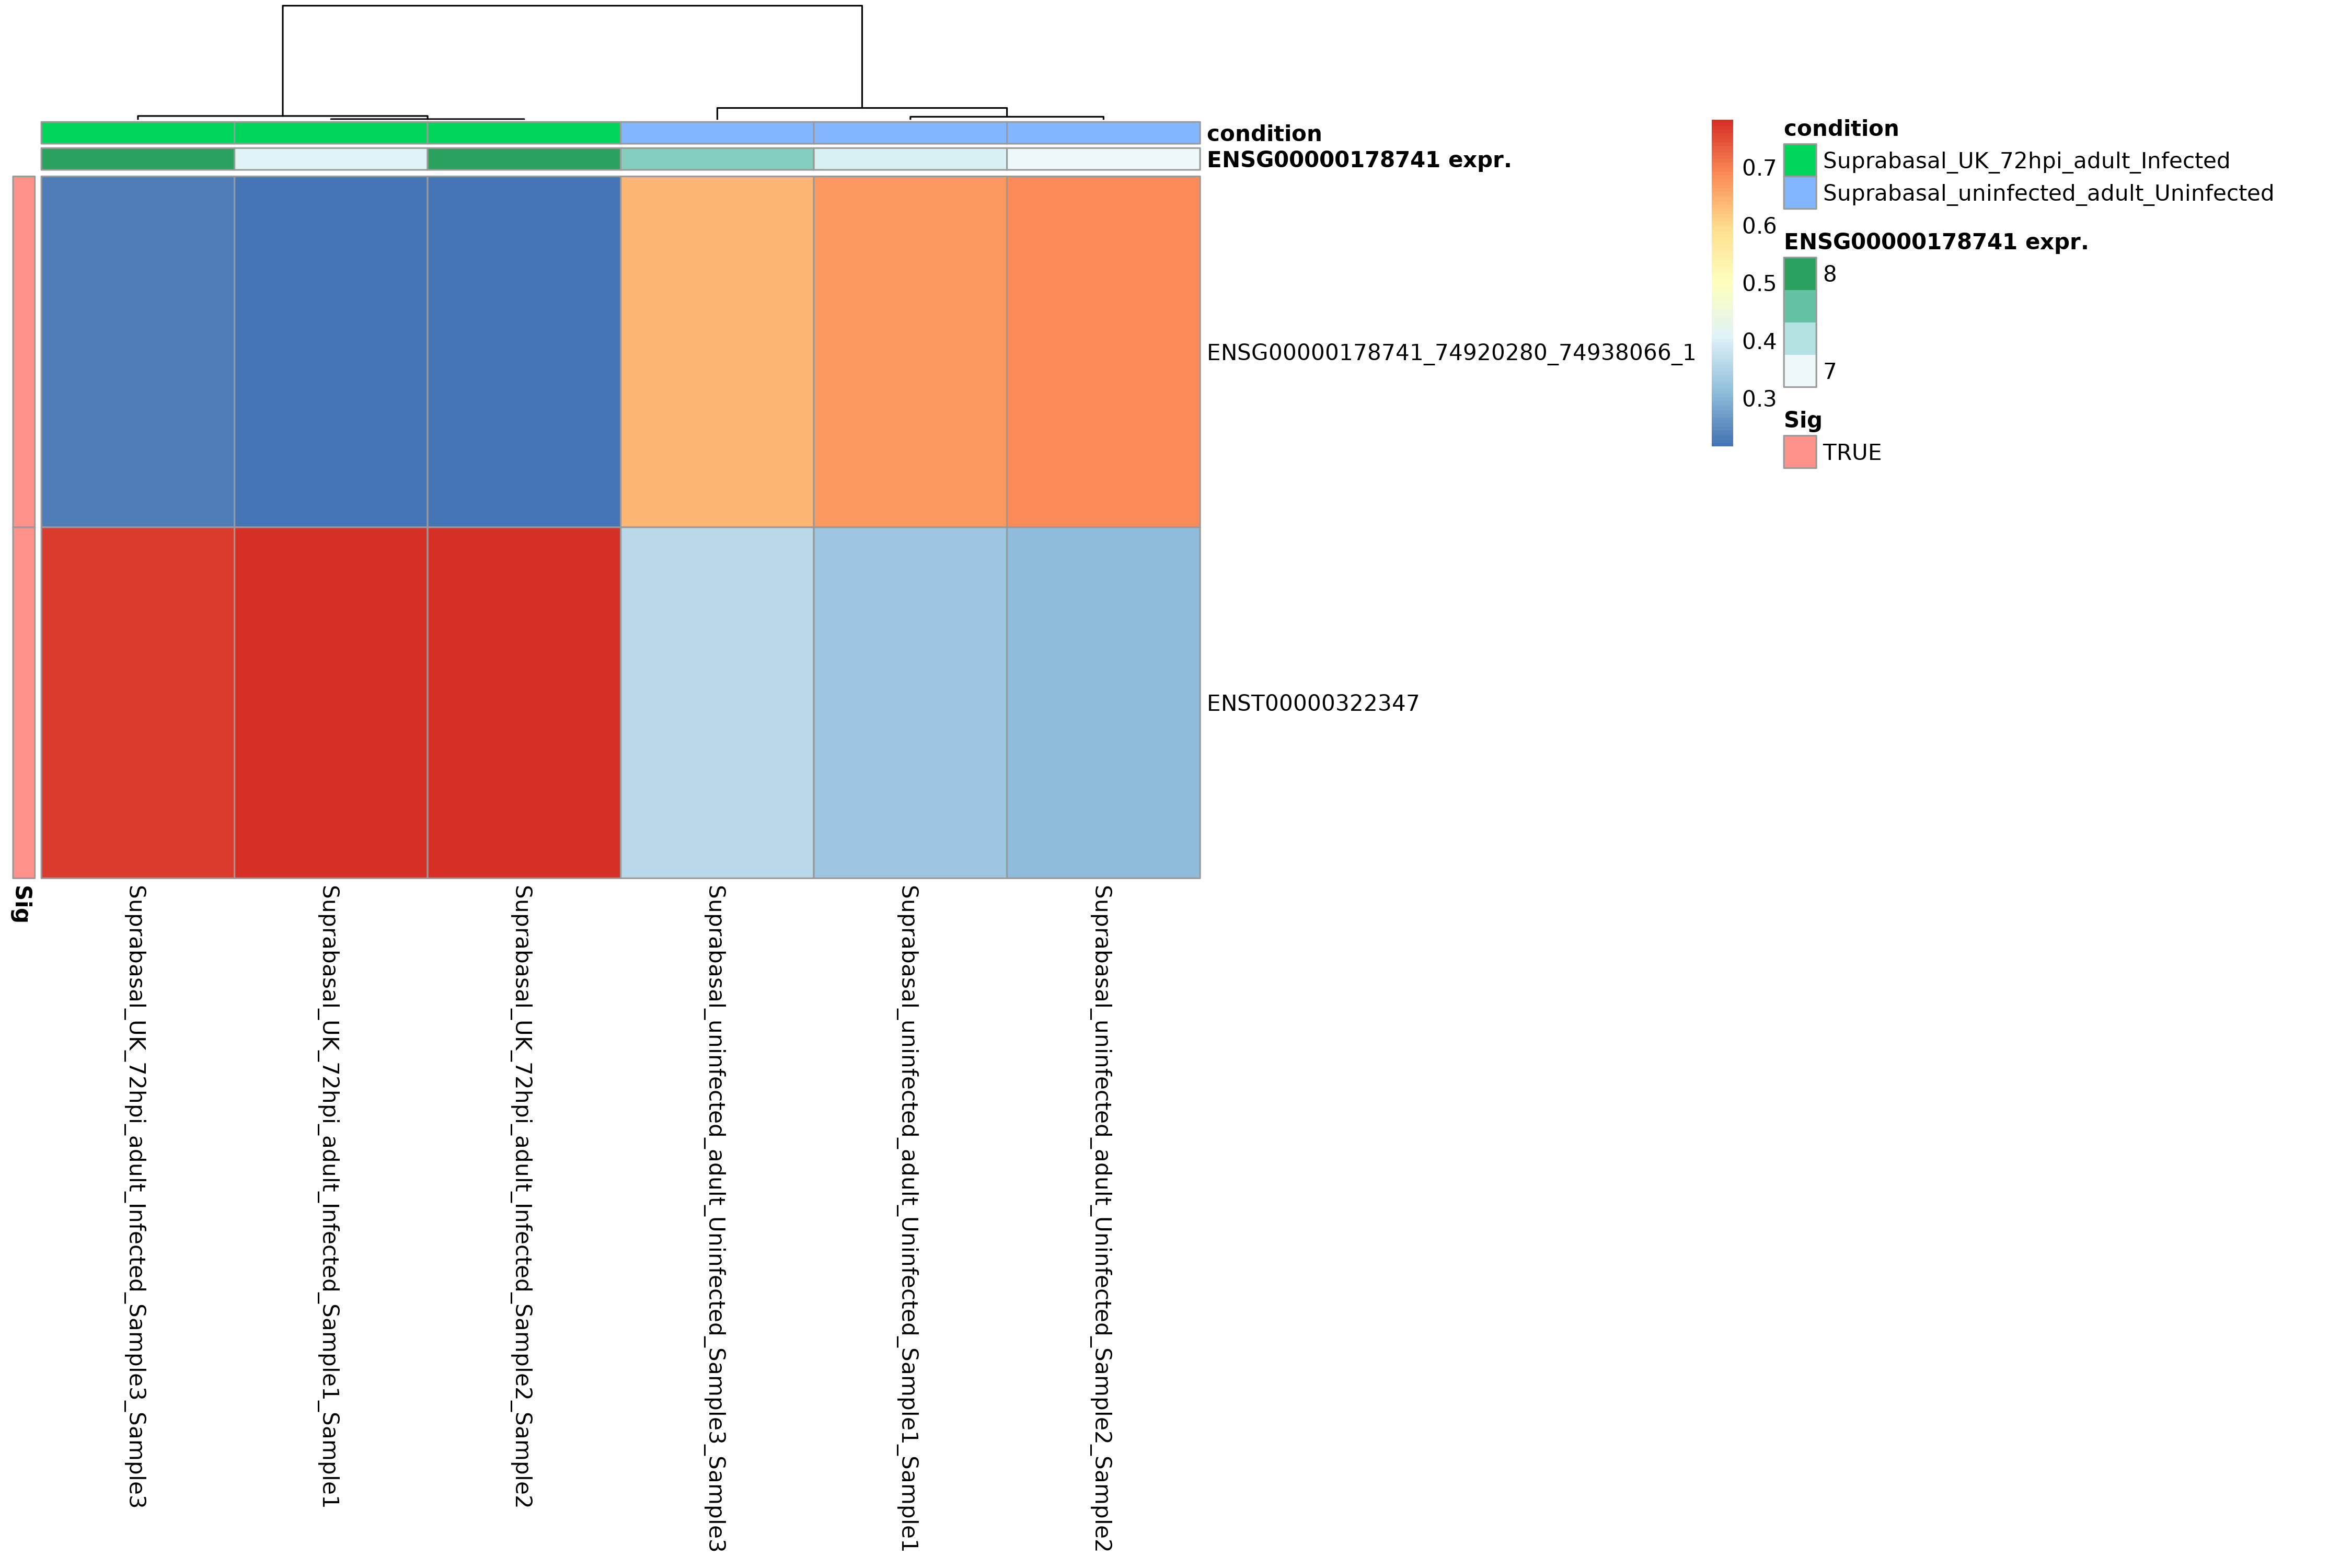 condition
ENSG00000178741 expr.
ENSG00000178741_74920280_74938066_1
ENST00000322347
Sig
Suprabasal_UK_72hpi_adult_Infected_Sample3_Sample3
Suprabasal_UK_72hpi_adult_Infected_Sample1_Sample1
Suprabasal_UK_72hpi_adult_Infected_Sample2_Sample2
Suprabasal_uninfected_adult_Uninfected_Sample3_Sample3
Suprabasal_uninfected_adult_Uninfected_Sample1_Sample1
Suprabasal_uninfected_adult_Uninfected_Sample2_Sample2
0.7
0.6
0.5
0.4
0.3
condition
Suprabasal_UK_72hpi_adult_Infected
Suprabasal_uninfected_adult_Uninfected
ENSG00000178741 expr.
8
7
Sig
TRUE